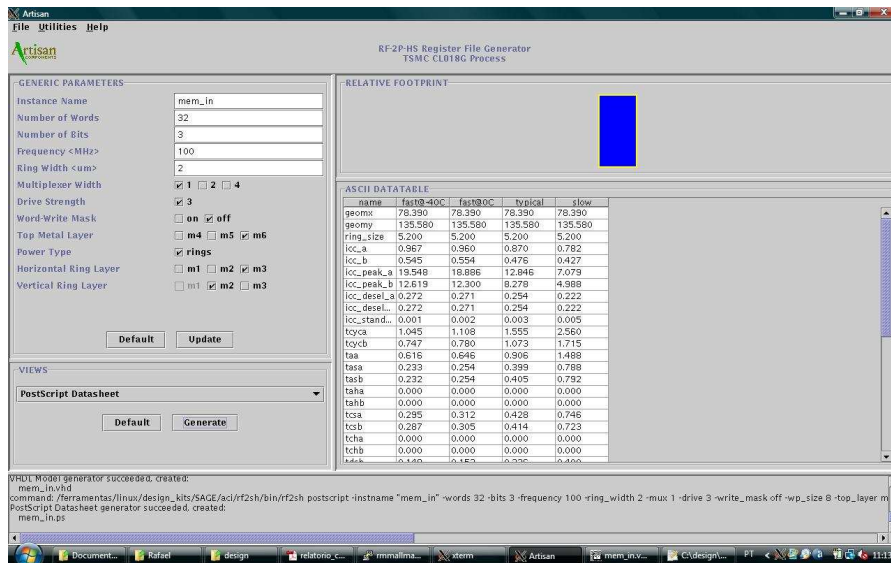 Artisan
File Utilities Help
Artisan
COMPONENTS
RF-2P-HS Register File Generator
TSMC CL018G Process
GENERIC PARAMETERS
Instance Name mem_in
Number of Words 32
Number of Bits 3
Frequency <MHz> 100
Ring Width <um> 2
Multiplexer Width 1 2 4
Drive Strength 3
Word-Write Mask on off
Top Metal Layer m4 m5 m6
Power Type rings
Horizontal Ring Layer m1 m2 m3
Vertical Ring Layer m1 m2 m3
Default Update
VIEWS
PostScript Datasheet
Default Generate
RELATIVE FOOTPRINT
ASCII DATATABLE
name fast@-40C fast@0C typical slow
geomx 78.390 78.390 78.390 78.390
geomy 135.580 135.580 135.580 135.580
ring_size 5.200 5.200 5.200 5.200
icc_a 0.967 0.960 0.870 0.782
icc_b 0.545 0.554 0.476 0.427
icc_peak_a 19.548 18.886 12.846 7.079
icc_peak_b 12.619 12.300 8.278 4.988
icc_desel_a 0.272 0.271 0.254 0.222
icc_desel... 0.272 0.271 0.254 0.222
icc_stand... 0.001 0.002 0.003 0.005
tcyca 1.045 1.108 1.555 2.560
tcycb 0.747 0.780 1.073 1.715
taa 0.616 0.646 0.906 1.488
tasa 0.233 0.254 0.399 0.788
tasb 0.232 0.254 0.405 0.792
taha 0.000 0.000 0.000 0.000
tahb 0.000 0.000 0.000 0.000
tcsa 0.295 0.312 0.428 0.746
tcsb 0.287 0.305 0.414 0.723
tcha 0.000 0.000 0.000 0.000
tchb 0.000 0.000 0.000 0.000
VHDL Model generator succeeded, created:
mem_in.vhd
command: /ferramentas/linux/design_kits/SAGE/aci/rf2sh/bin/rf2sh postscript -instname "mem_in" -words 32 -bits 3 -frequency 100 -ring_width 2 -mux 1 -drive 3 -write_mask off -wp_size 8 -top_layer m
PostScript Datasheet generator succeeded, created:
mem_in.ps
Document... Rafael design relatorio_c... rmmallma... xterm Artisan mem_in.v... C:\design\... PT 11:13